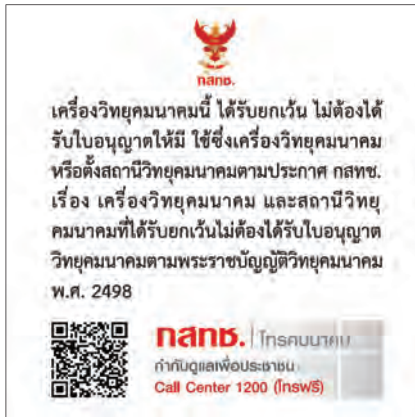 กสทช.
เครื่องวิทยุคมนาคมนี้ ได้รับยกเว้น ไม่ต้องได้
รับใบอนุญาตให้มี ใช้ซึ่งเครื่องวิทยุคมนาคม
หรือตั้งสถานีวิทยุคมนาคมตามประกาศ กสทช.
เรื่อง เครื่องวิทยุคมนาคม และสถานีวิทยุ
คมนาคมที่ได้รับยกเว้นไม่ต้องได้รับใบอนุญาต
วิทยุคมนาคมตามพระราชบัญญัติวิทยุคมนาคม
พ.ศ. 2498
กสทช. โทรคมนาคม
กำกับดูแลเพื่อประชาชน
Call Center 1200 (โทรฟรี)